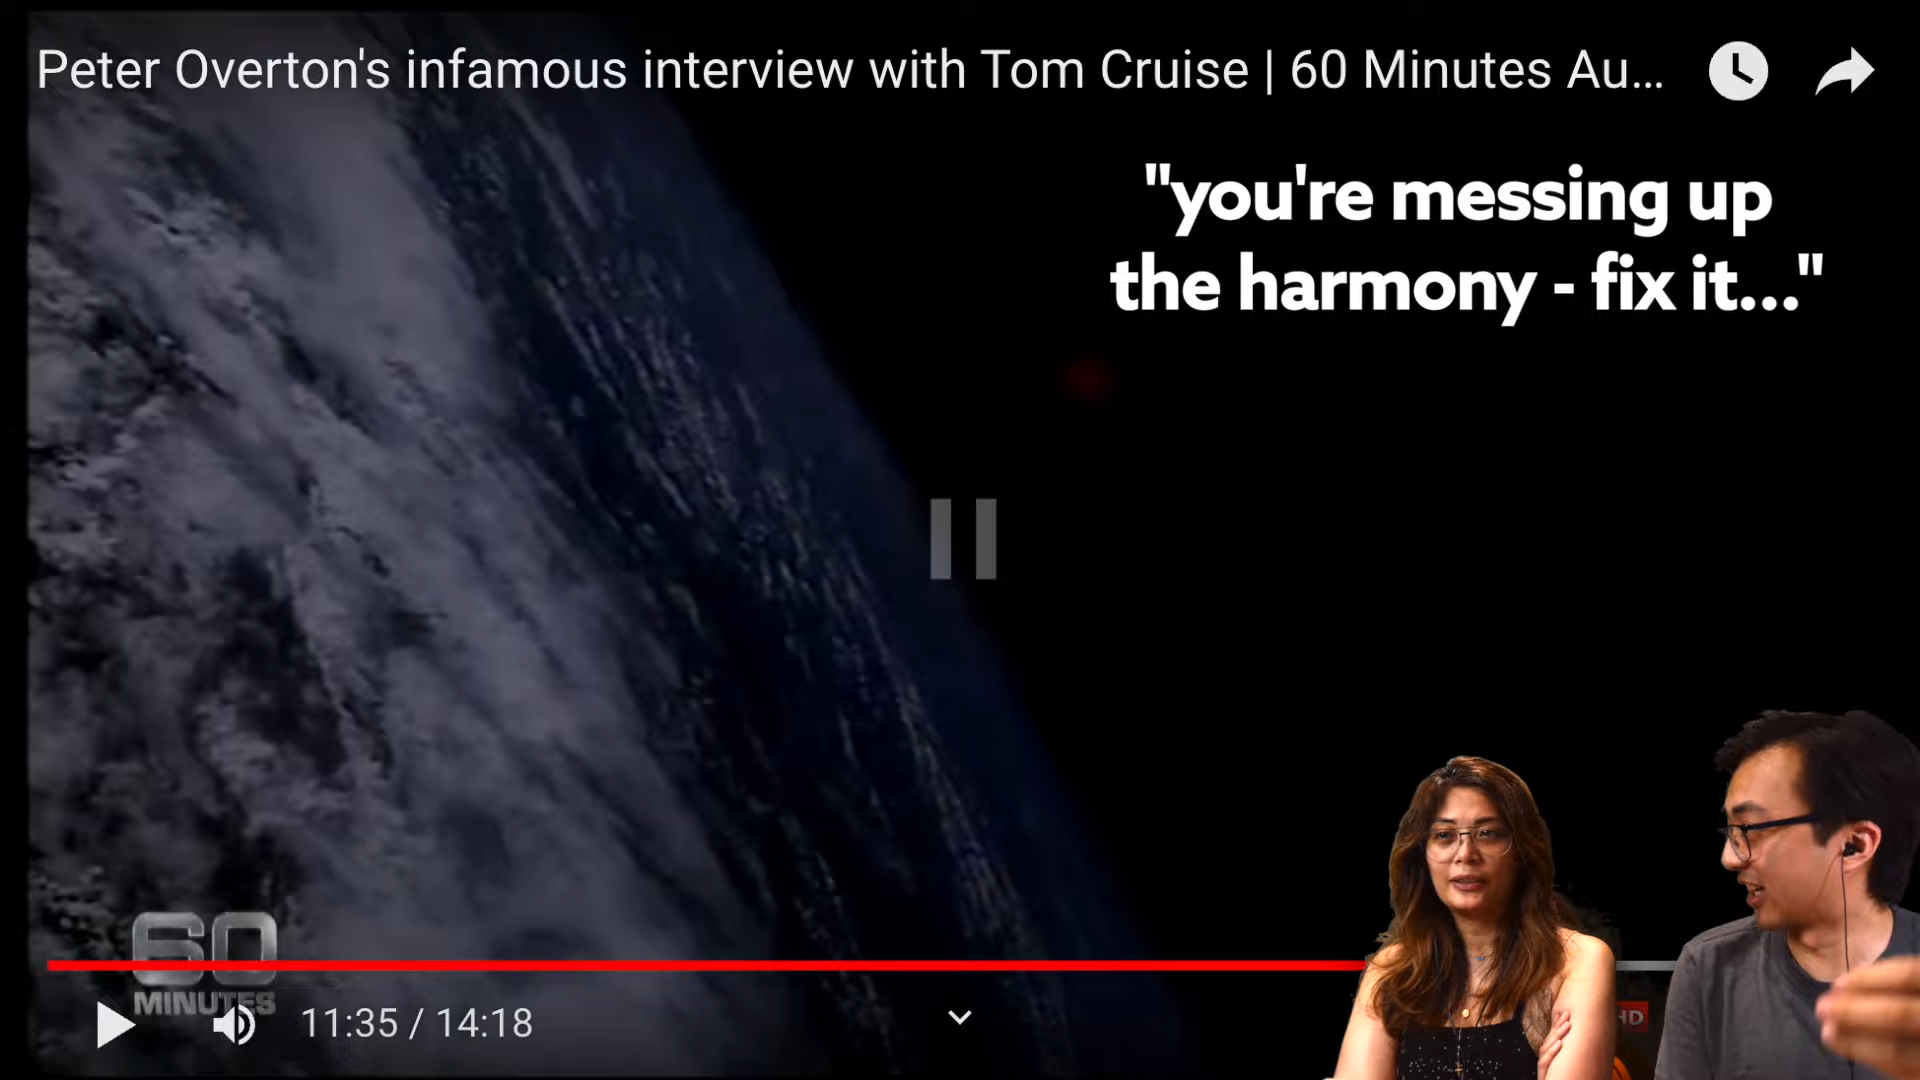 Peter Overton's infamous interview with Tom Cruise | 60 Minutes Au...
"you're messing up
the harmony - fix it..."
60
MINUTES
11:35 / 14:18
HD